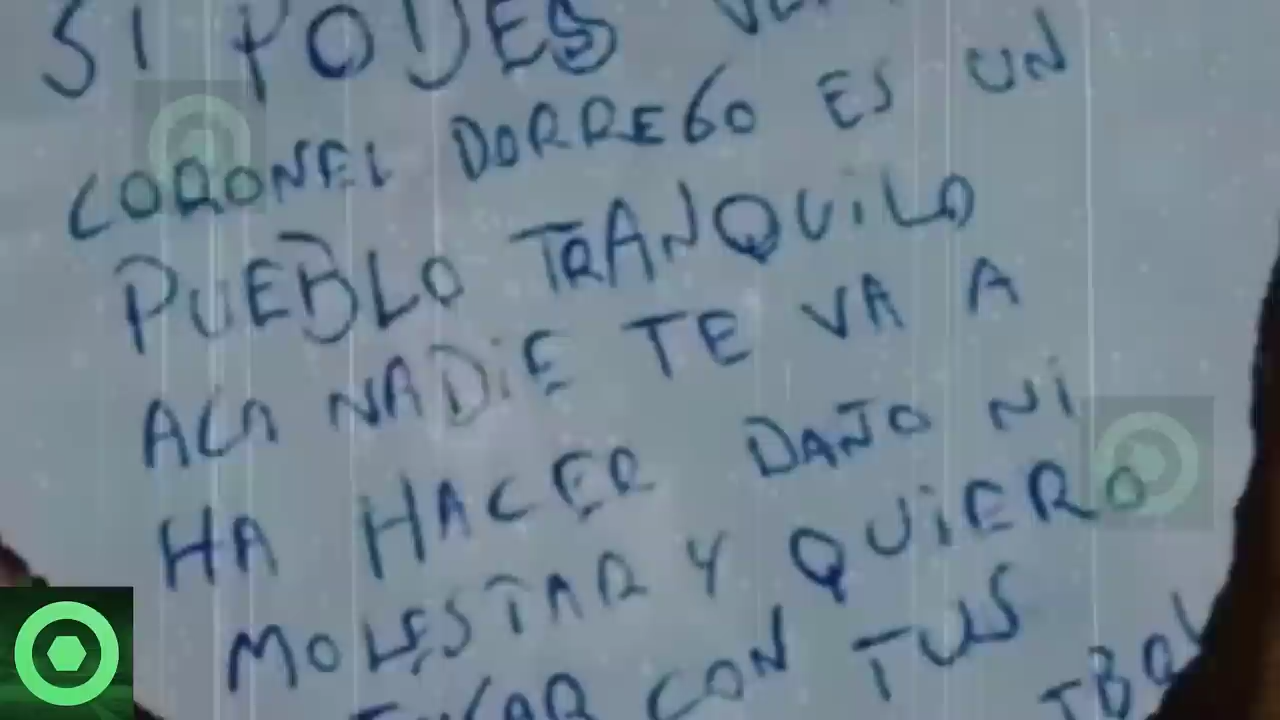 SI PODES
CORONEL DORREGO ES UN
PUEBLO TRANQUILO
ACA NADIE TE VA A
HA HACER DAÑO NI
MOLESTAR Y QUIERO
CON TUS